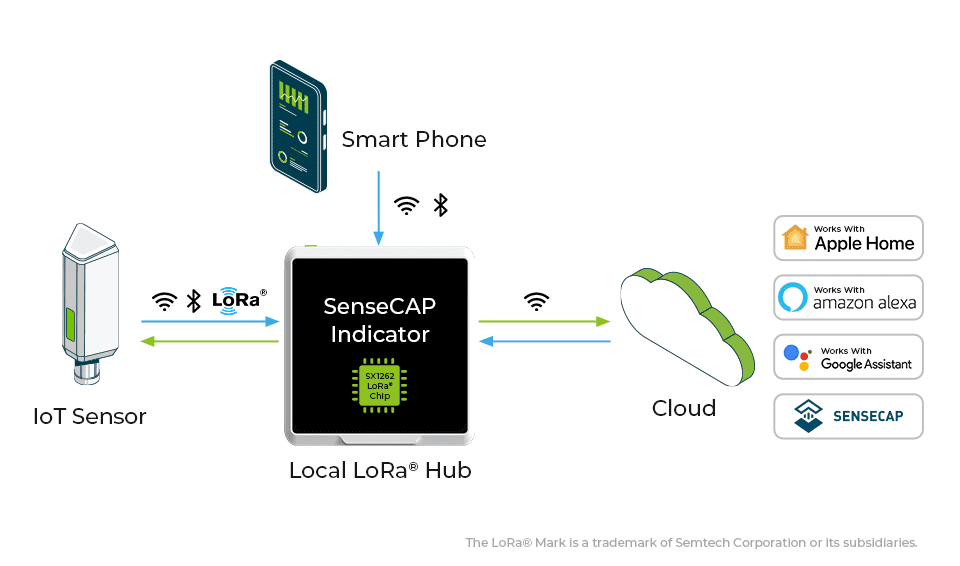 Smart Phone
LoRa®
IoT Sensor
SenseCAP
Indicator
SX1262
LoRa®
Chip
Local LoRa® Hub
Cloud
Works With
Apple Home
Works With
amazon alexa
Works With
Google Assistant
SENSECAP
The LoRa® Mark is a trademark of Semtech Corporation or its subsidiaries.